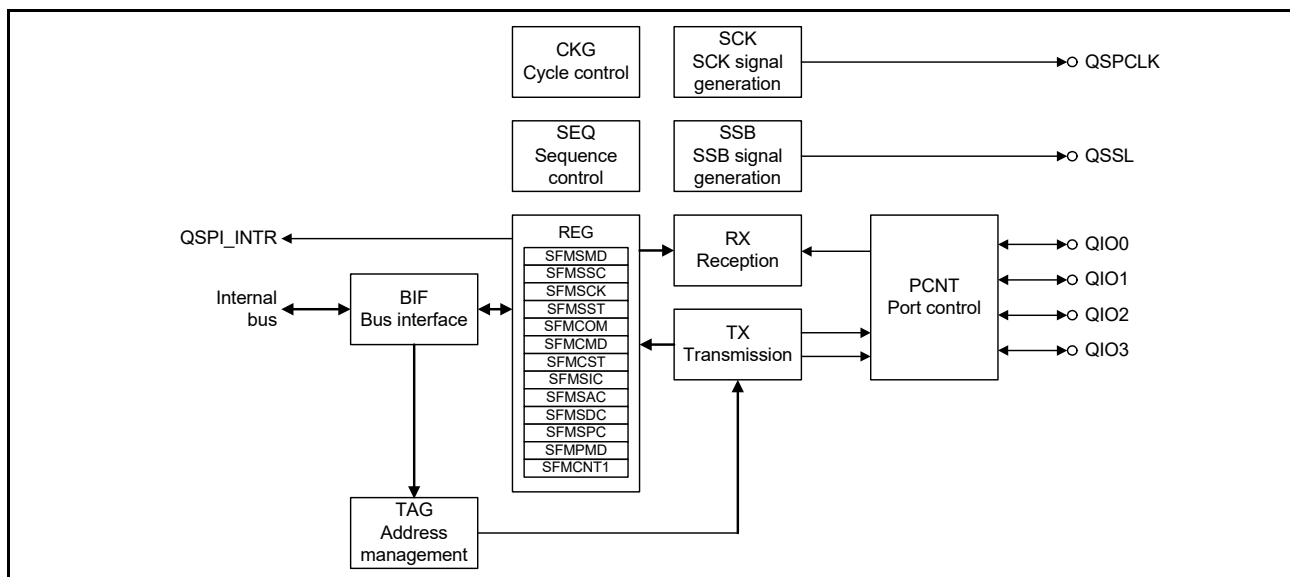 CKG
Cycle control
SCK
SCK signal
generation
QSPCLK
SEQ
Sequence
control
SSB
SSB signal
generation
QSSL
QSPI_INTR
REG
SFMSMD
SFMSSC
SFMSCK
SFMSST
SFMCOM
SFMCMD
SFMCST
SFMSIC
SFMSAC
SFMSDC
SFMSPC
SFMPMD
SFMCNT1
RX
Reception
PCNT
Port control
QIO0
QIO1
QIO2
QIO3
Internal
bus
BIF
Bus interface
TX
Transmission
TAG
Address
management